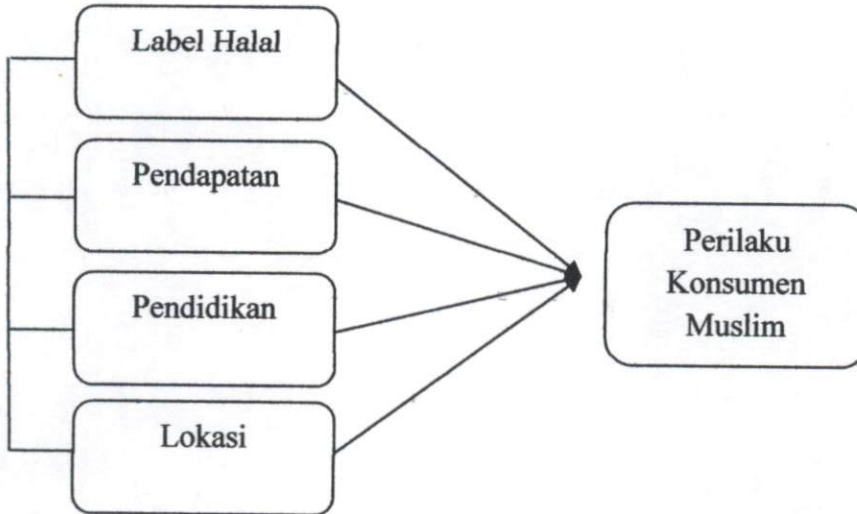 Label Halal
Pendapatan
Pendidikan
Lokasi
Perilaku
Konsumen
Muslim